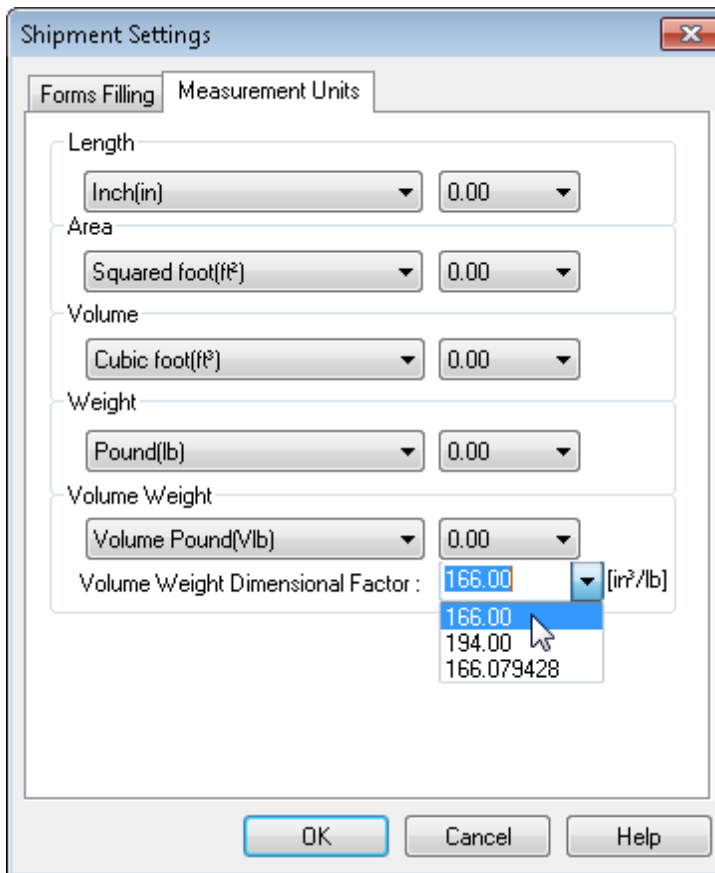 Shipment Settings
Forms Filling Measurement Units
Length
Inch(in) 0.00
Area
Squared foot(ft²) 0.00
Volume
Cubic foot(ft³) 0.00
Weight
Pound(lb) 0.00
Volume Weight
Volume Pound(Vlb) 0.00
Volume Weight Dimensional Factor : 166.00 [in³/lb]
166.00
194.00
166.079428
OK Cancel Help